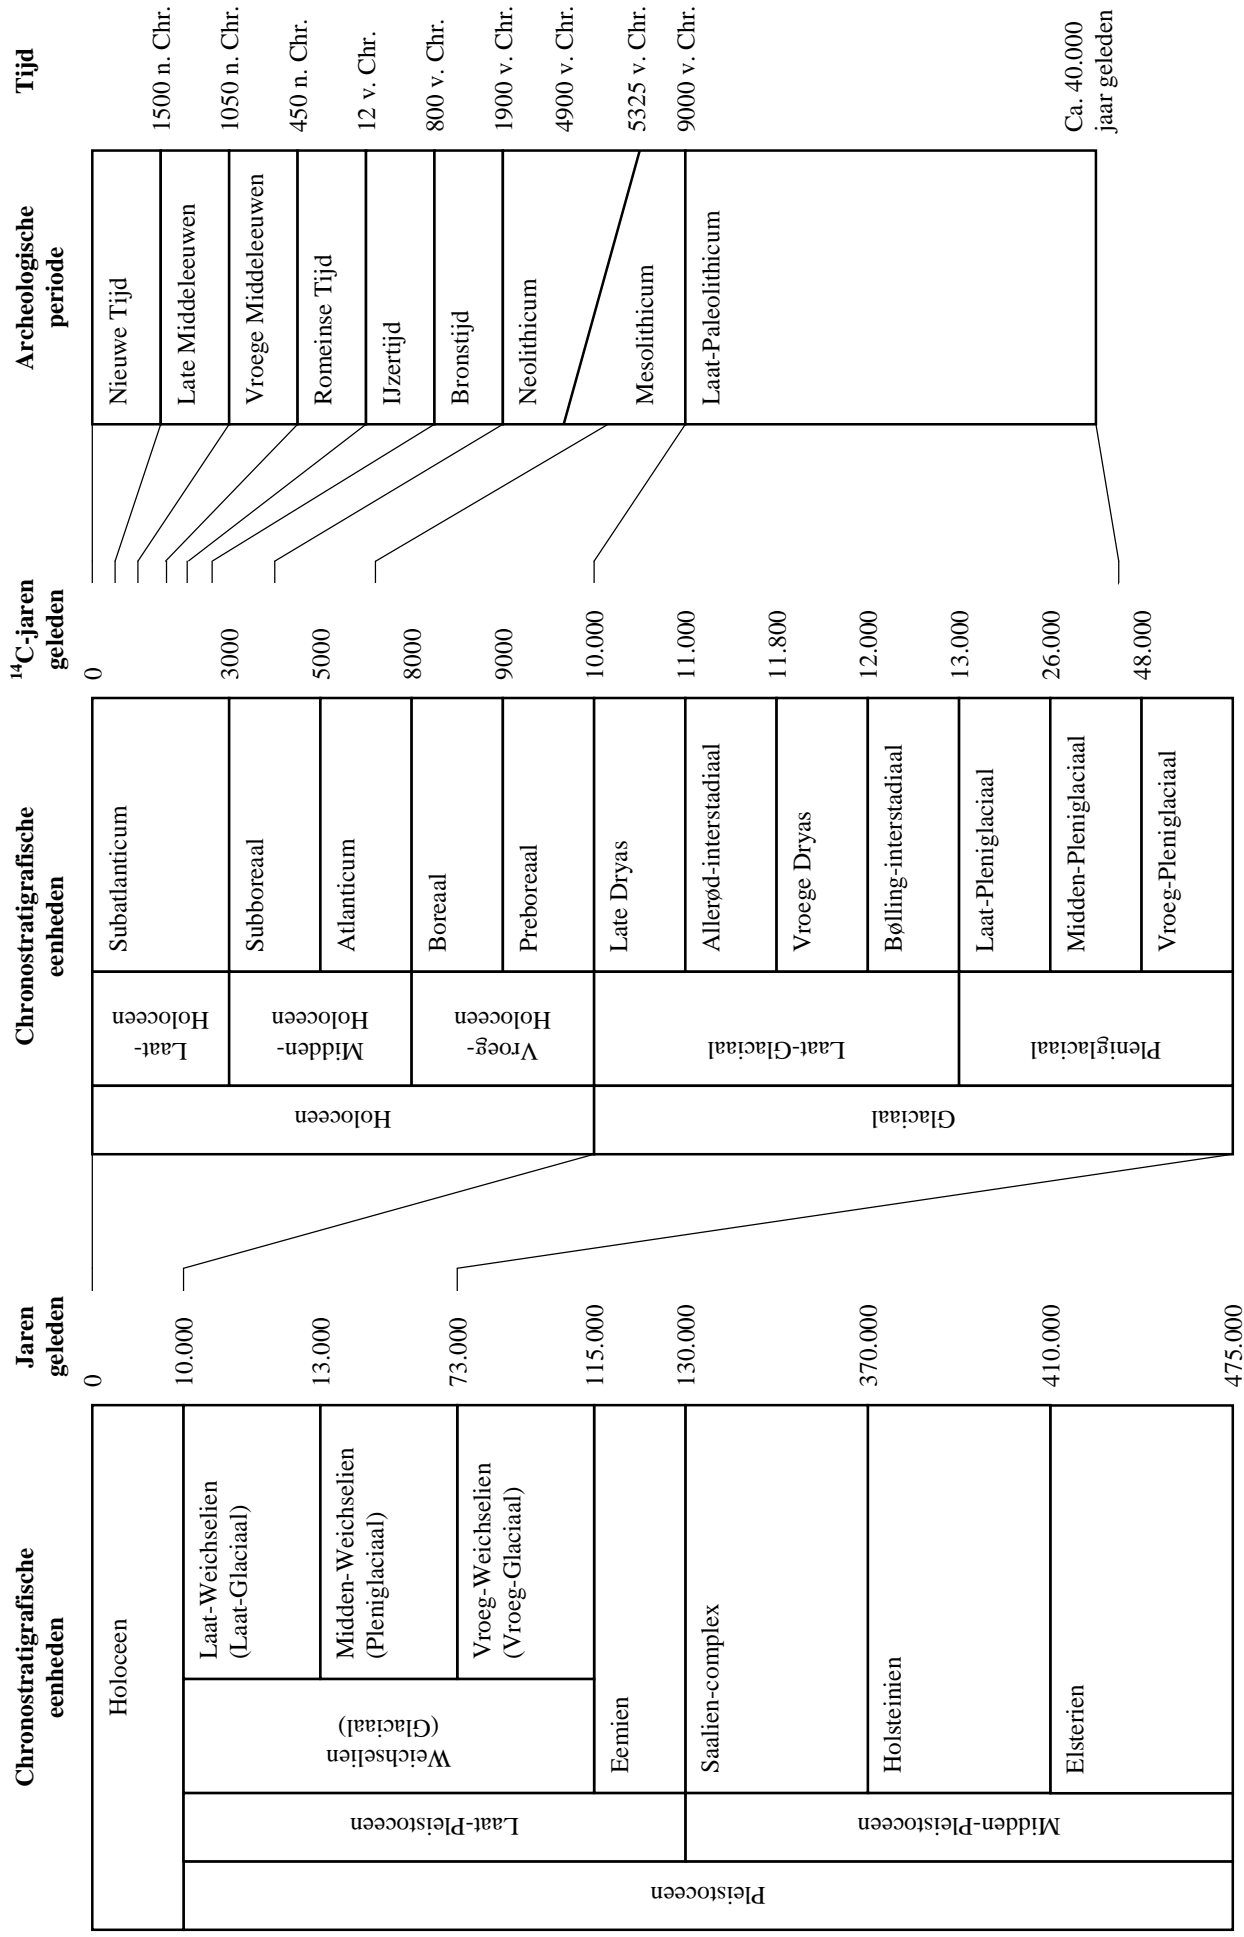 Chronostratigrafische
eenheden
Jaren
geleden
Chronostratigrafische
eenheden
14C-jaren
geleden
Archeologische
periode
Tijd
Holoceen
Pleistoceen
Laat-Pleistoceen
Midden-Pleistoceen
Weichselien
(Glaciaal)
Laat-Weichselien
(Laat-Glaciaal)
Midden-Weichselien
(Pleniglaciaal)
Vroeg-Weichselien
(Vroeg-Glaciaal)
Eemien
Saalien-complex
Holsteinien
Elsterien
0
10.000
13.000
73.000
115.000
130.000
370.000
410.000
475.000
Holoceen
Glaciaal
Laat-
Holoceen
Midden-
Holoceen
Vroeg-
Holoceen
Laat-Glaciaal
Pleniglaciaal
Subatlanticum
Subboreaal
Atlanticum
Boreaal
Preboreaal
Late Dryas
Allerød-interstadiaal
Vroege Dryas
Bølling-interstadiaal
Laat-Pleniglaciaal
Midden-Pleniglaciaal
Vroeg-Pleniglaciaal
0
3000
5000
8000
9000
10.000
11.000
11.800
12.000
13.000
26.000
48.000
Nieuwe Tijd
Late Middeleeuwen
Vroege Middeleeuwen
Romeinse Tijd
IJzertijd
Bronstijd
Neolithicum
Mesolithicum
Laat-Paleolithicum
1500 n. Chr.
1050 n. Chr.
450 n. Chr.
12 v. Chr.
800 v. Chr.
1900 v. Chr.
4900 v. Chr.
5325 v. Chr.
9000 v. Chr.
Ca. 40.000
jaar geleden